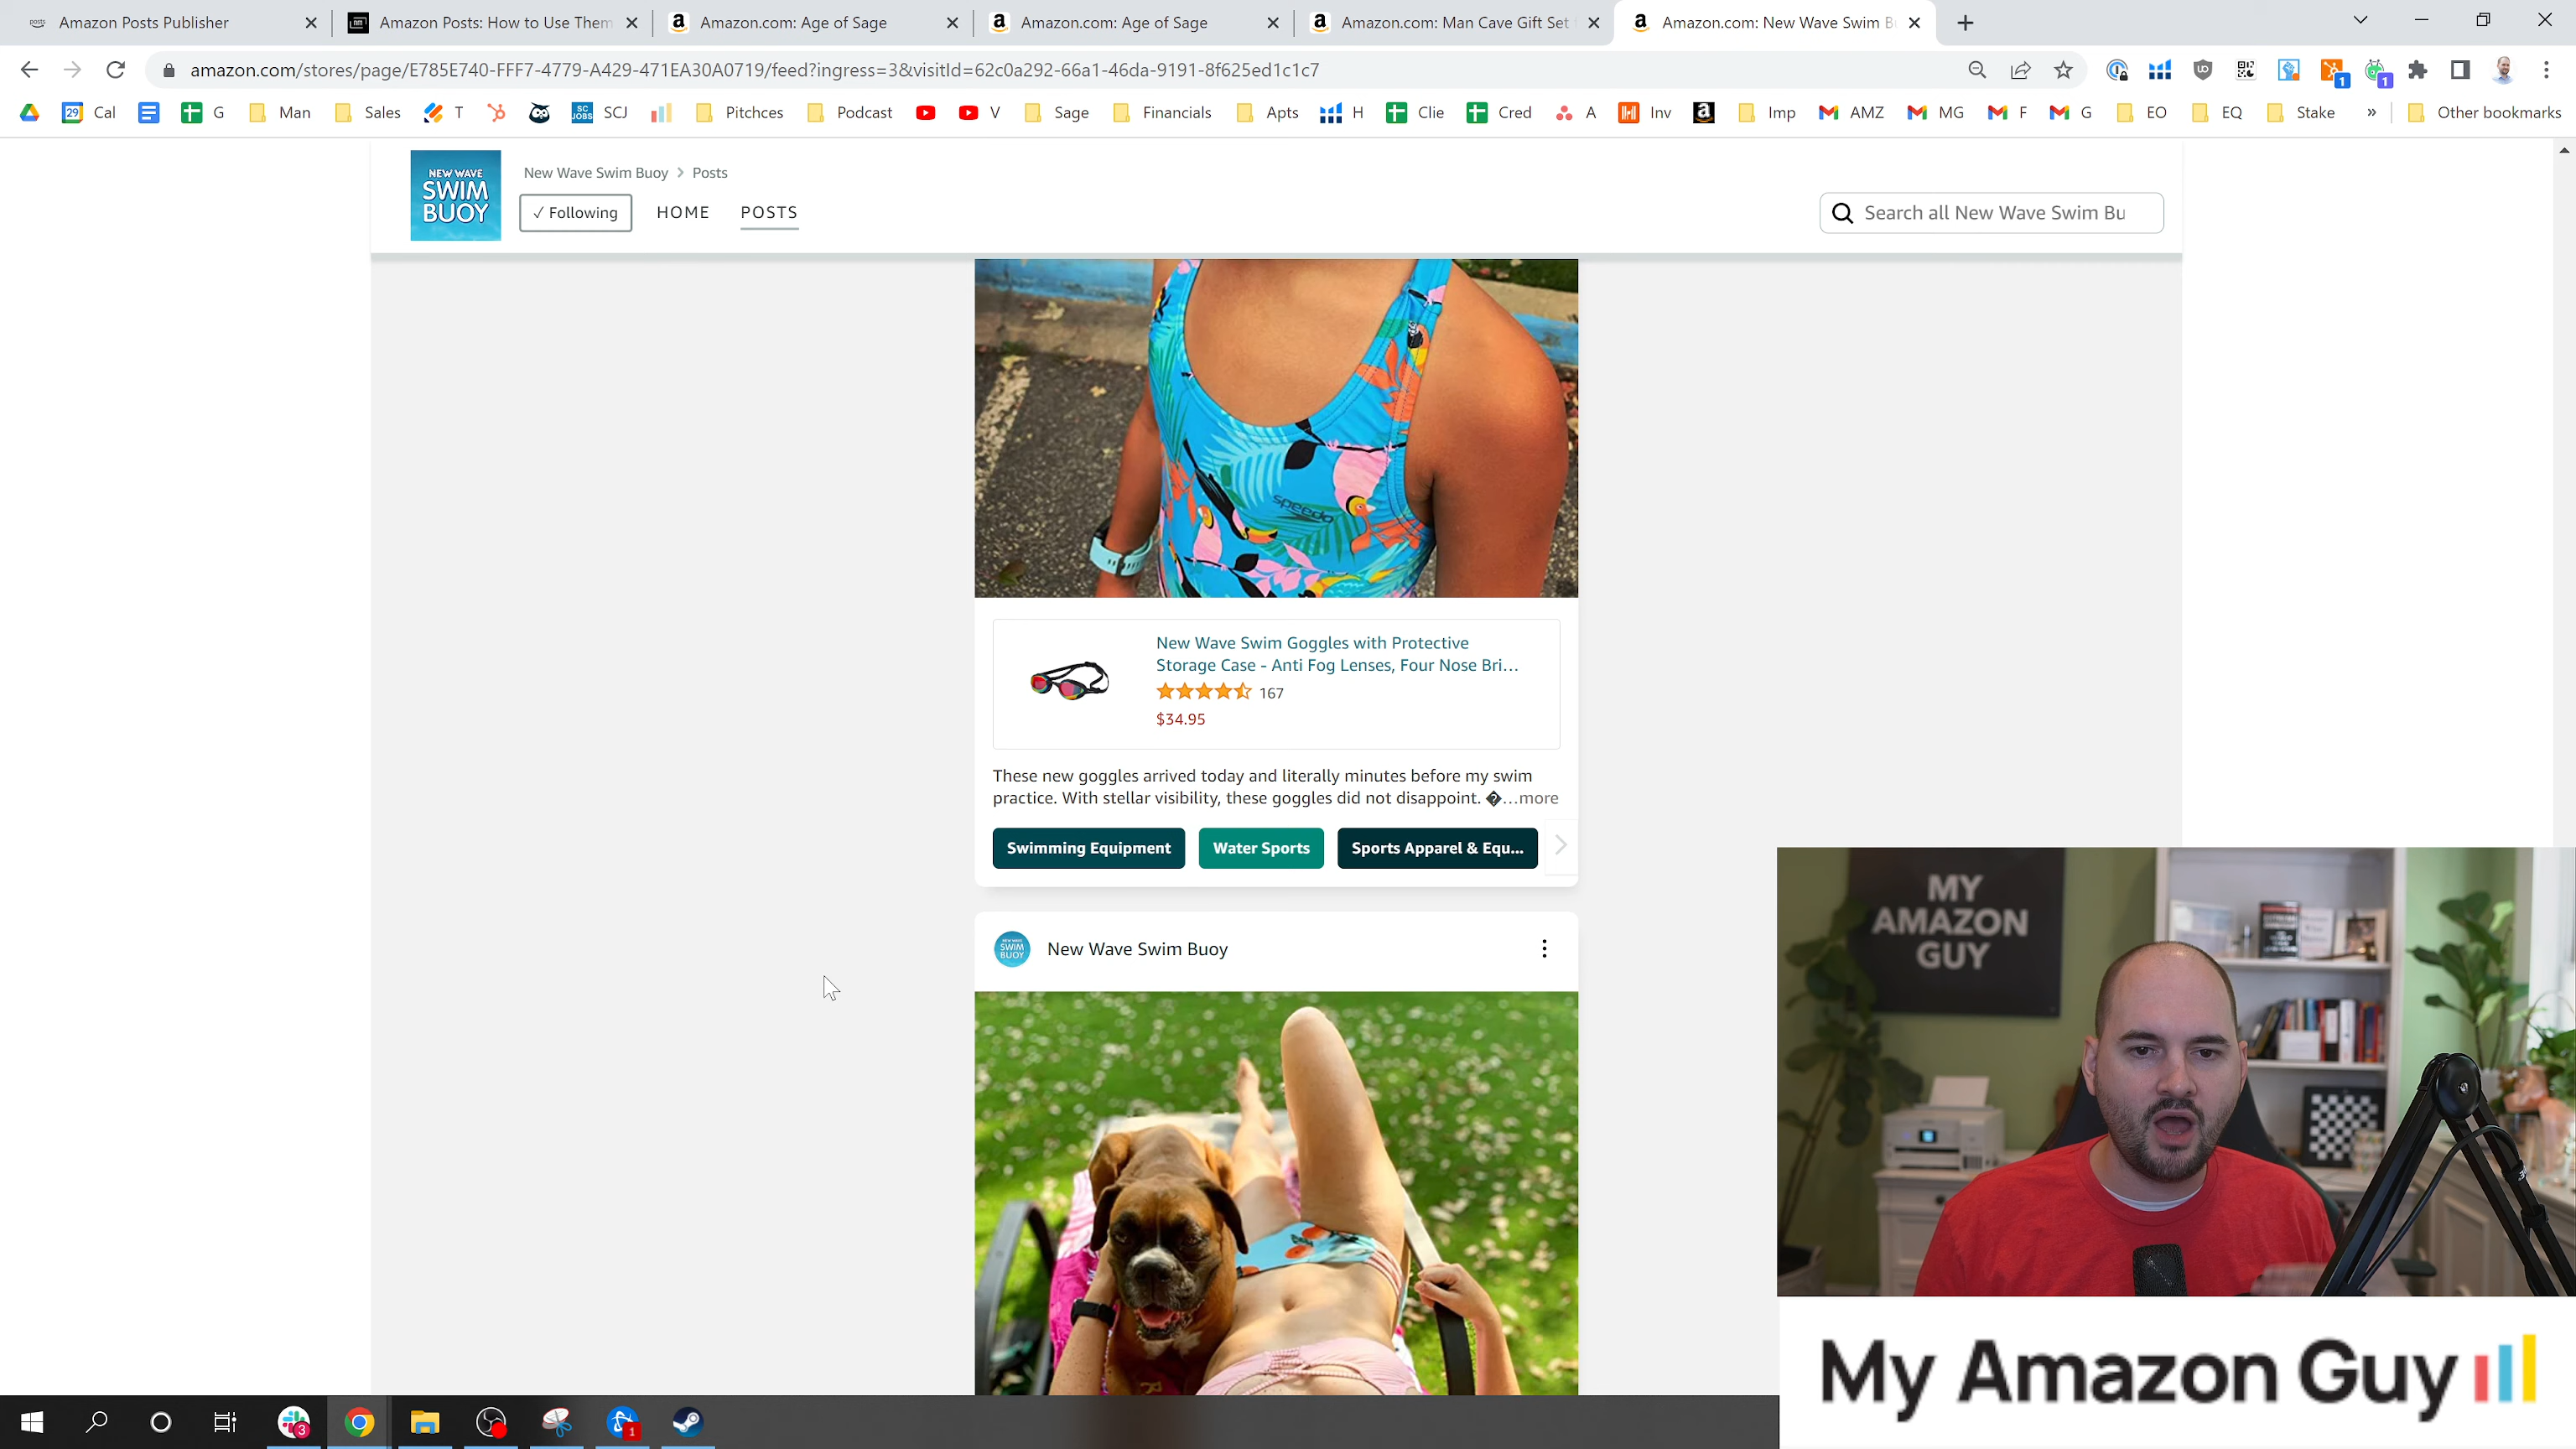 Amazon Posts Publisher
Amazon Posts: How to Use Them
Amazon.com: Age of Sage
Amazon.com: Age of Sage
Amazon.com: Man Cave Gift Set
Amazon.com: New Wave Swim B
amazon.com/stores/page/E785E740-FFF7-4779-A429-471EA30A0719/feed?ingress=3&visitId=62c0a292-66a1-46da-9191-8f625ed1c1c7
Cal G Man Sales T SCJ Pitchces Podcast V Sage Financials Apts H Clie Cred A Inv Imp AMZ MG F G EO EQ Stake » Other bookmarks
NEW WAVE
SWIM
BUOY
New Wave Swim Buoy > Posts
✓ Following HOME POSTS
Search all New Wave Swim Bu
speedo
New Wave Swim Goggles with Protective
Storage Case - Anti Fog Lenses, Four Nose Bri...
167
$34.95
These new goggles arrived today and literally minutes before my swim
practice. With stellar visibility, these goggles did not disappoint. �...more
Swimming Equipment Water Sports Sports Apparel & Equ...
New Wave Swim Buoy
MY
AMAZON
GUY
My Amazon Guy